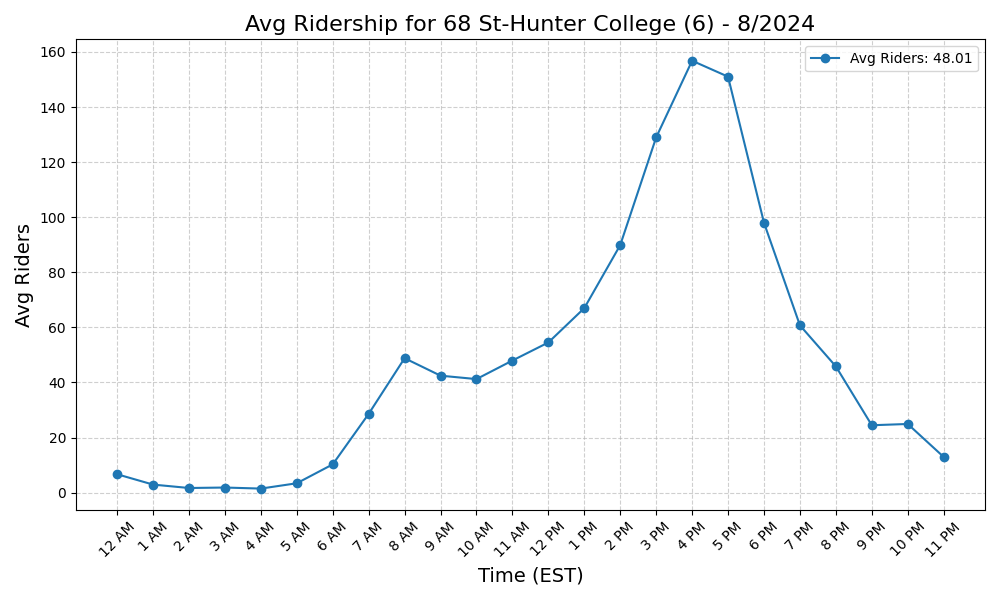 Avg Ridership for 68 St-Hunter College (6) - 8/2024
Avg Riders: 48.01
Avg Riders
160
140
120
100
80
60
40
20
0
12 AM
1 AM
2 AM
3 AM
4 AM
5 AM
6 AM
7 AM
8 AM
9 AM
10 AM
11 AM
12 PM
1 PM
2 PM
3 PM
4 PM
5 PM
6 PM
7 PM
8 PM
9 PM
10 PM
11 PM
Time (EST)